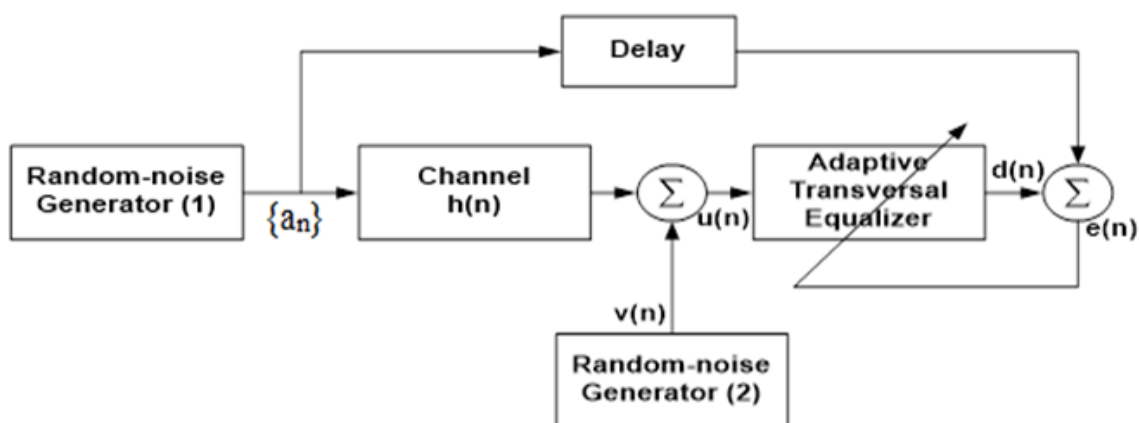 Delay
Random-noise
Generator (1)
{an}
Channel
h(n)
Σ
u(n)
Adaptive
Transversal
Equalizer
d(n)
Σ
e(n)
v(n)
Random-noise
Generator (2)